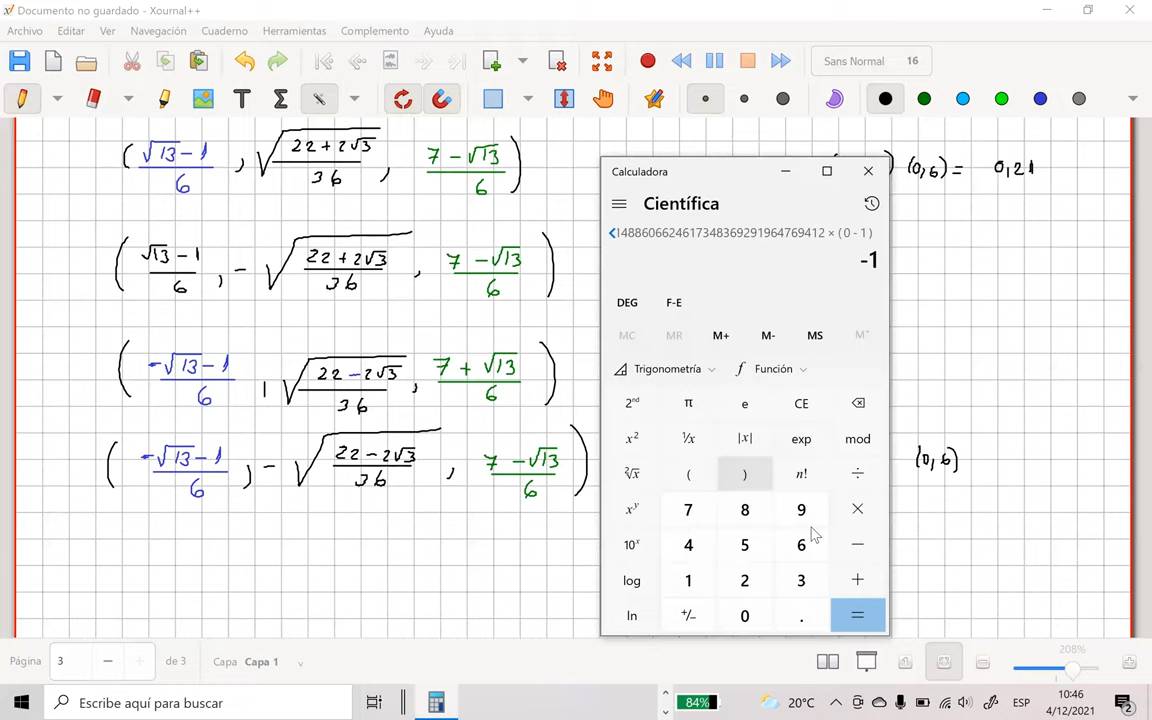 Documento no guardado - Xournal++
Archivo Editar Ver Navegación Cuaderno Herramientas Complemento Ayuda
Sans Normal 16
( √13 - 1 / 6 , √(22 + 2√3 / 36) , 7 - √13 / 6 )
) (0,6) = 0,21
( √13 - 1 / 6 , - √(22 + 2√3 / 36) , 7 - √13 / 6 )
( -√13 - 1 / 6 , √(22 - 2√3 / 36) , 7 + √13 / 6 )
( -√13 - 1 / 6 , - √(22 - 2√3 / 36) , 7 - √13 / 6 )
(0,6)
Calculadora
Científica
14886066246173483692919647694 12 × (0 - 1)
-1
DEG F-E
MC MR M+ M- MS M˅
Trigonometría Función
2nd π e CE
x² ¹/x |x| exp mod
²√x ( ) n! ÷
xʸ 7 8 9 ×
10ˣ 4 5 6 −
log 1 2 3 +
ln +/- 0 . =
Página 3 de 3 Capa Capa 1
208%
Escribe aquí para buscar
84% 20°C ESP
10:46
4/12/2021
2